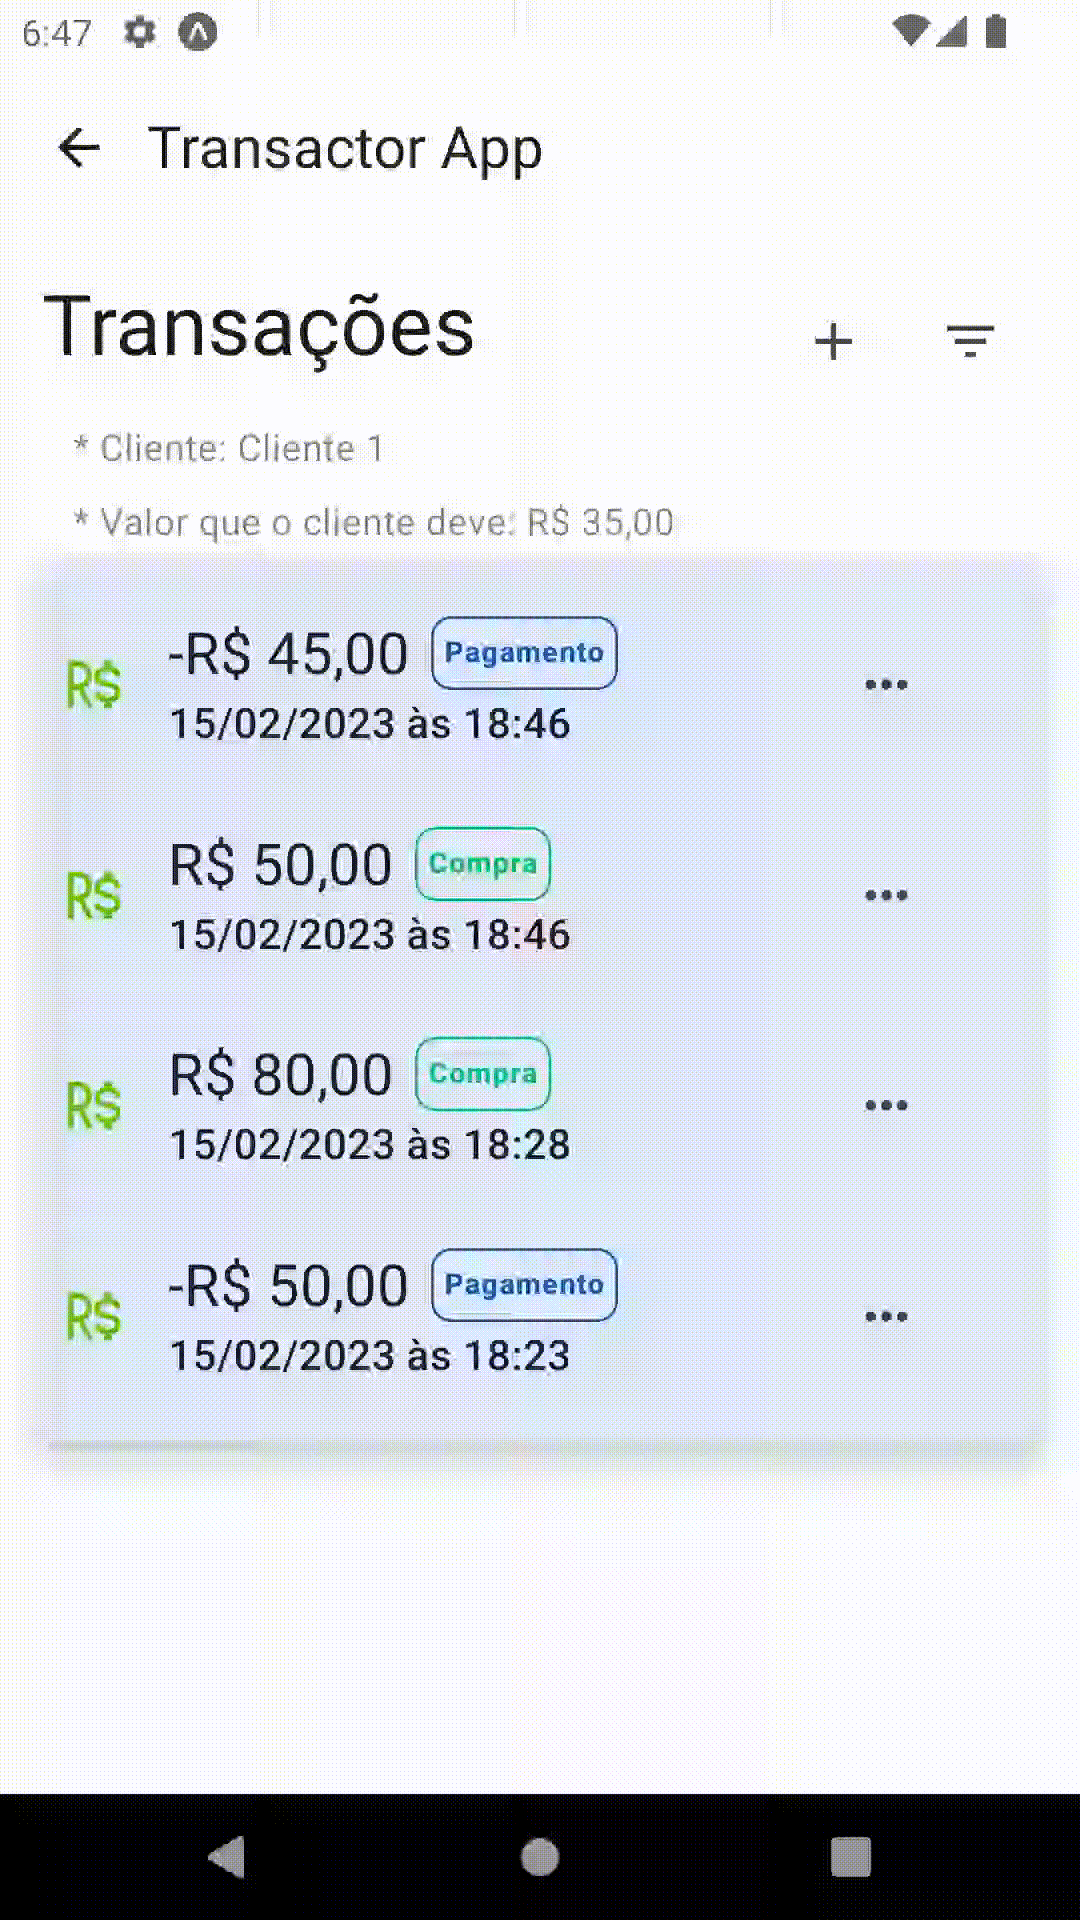 6:47
Transactor App
Transações
* Cliente: Cliente 1
* Valor que o cliente deve: R$ 35,00
R$ -R$ 45,00 Pagamento
15/02/2023 às 18:46
R$ R$ 50,00 Compra
15/02/2023 às 18:46
R$ R$ 80,00 Compra
15/02/2023 às 18:28
R$ -R$ 50,00 Pagamento
15/02/2023 às 18:23